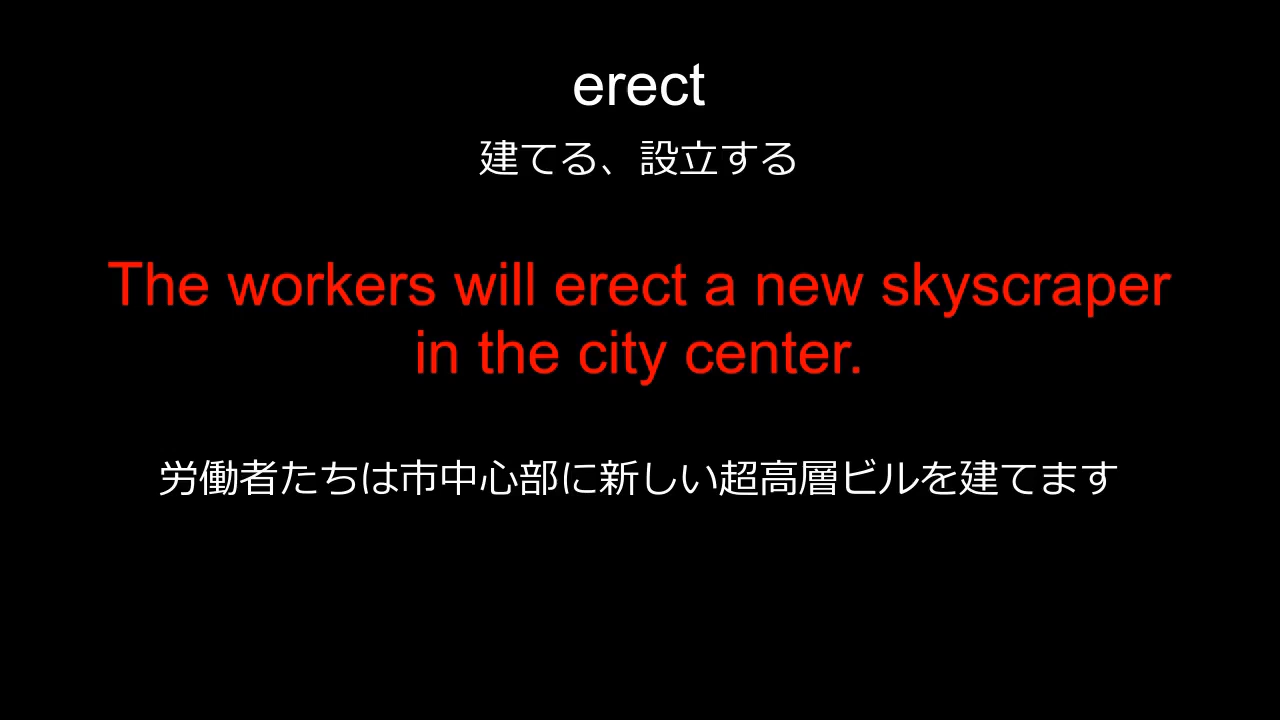 erect
建てる、設立する
The workers will erect a new skyscraper
in the city center.
労働者たちは市中心部に新しい超高層ビルを建てます